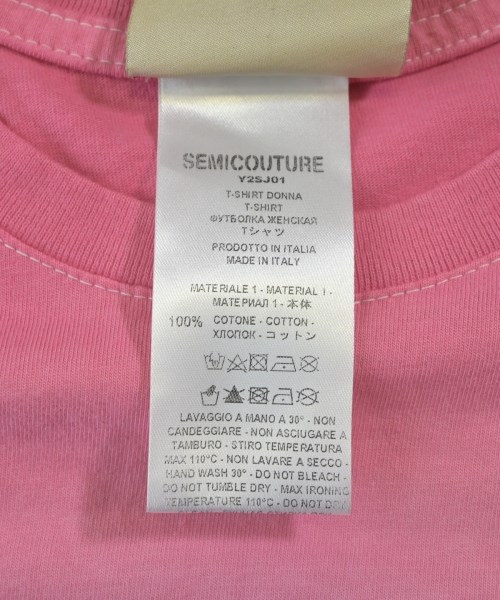 SEMICOUTURE
Y2SJ01
T-SHIRT DONNA
T-SHIRT
ФУТБОЛКА ЖЕНСКАЯ
Tシャツ
PRODOTTO IN ITALIA
MADE IN ITALY
MATERIALE 1 - MATERIAL 1 -
МАТЕРИАЛ 1 - 本体
100% COTONE - COTTON -
ХЛОПОК - コットン
LAVAGGIO A MANO A 30° - NON
CANDEGGIARE - NON ASCIUGARE A
TAMBURO - STIRO TEMPERATURA
MAX 110°C - NON LAVARE A SECCO -
HAND WASH 30° - DO NOT BLEACH -
DO NOT TUMBLE DRY - MAX IRONING
TEMPERATURE 110°C - DO NOT DRY